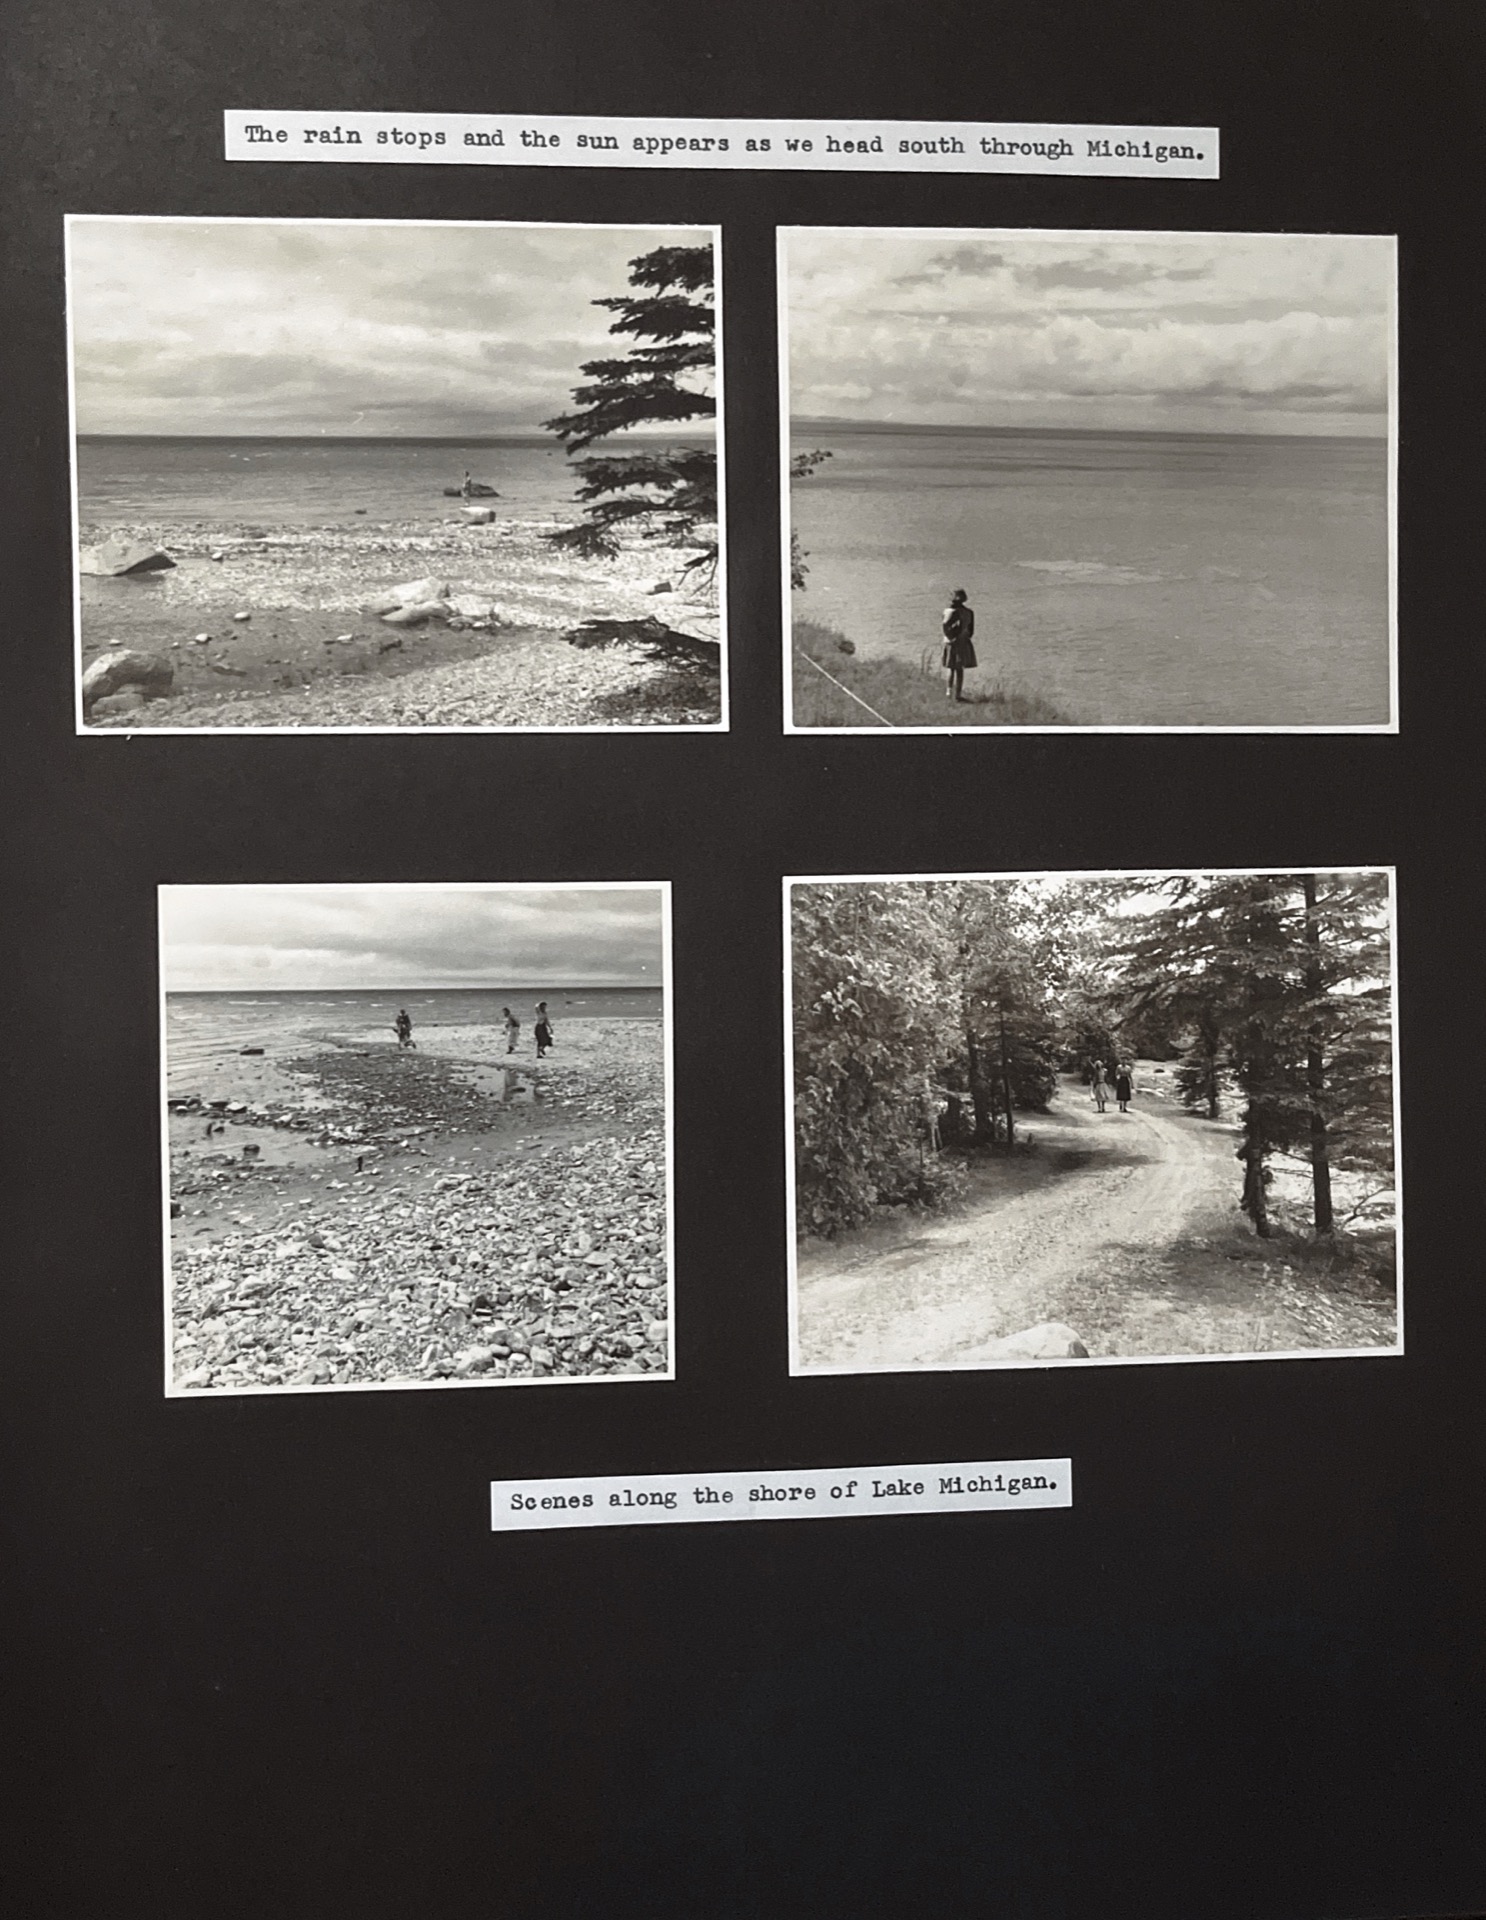 The rain stops and the sun appears as we head south through Michigan.
Scenes along the shore of Lake Michigan.